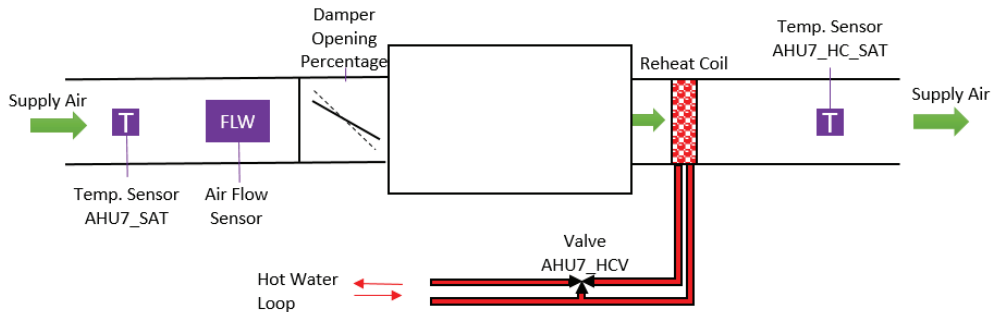 Damper
Opening
Percentage
Temp. Sensor
AHU7_HC_SAT
Reheat Coil
Supply Air
T
FLW
T
Supply Air
Temp. Sensor
AHU7_SAT
Air Flow
Sensor
Valve
AHU7_HCV
Hot Water
Loop